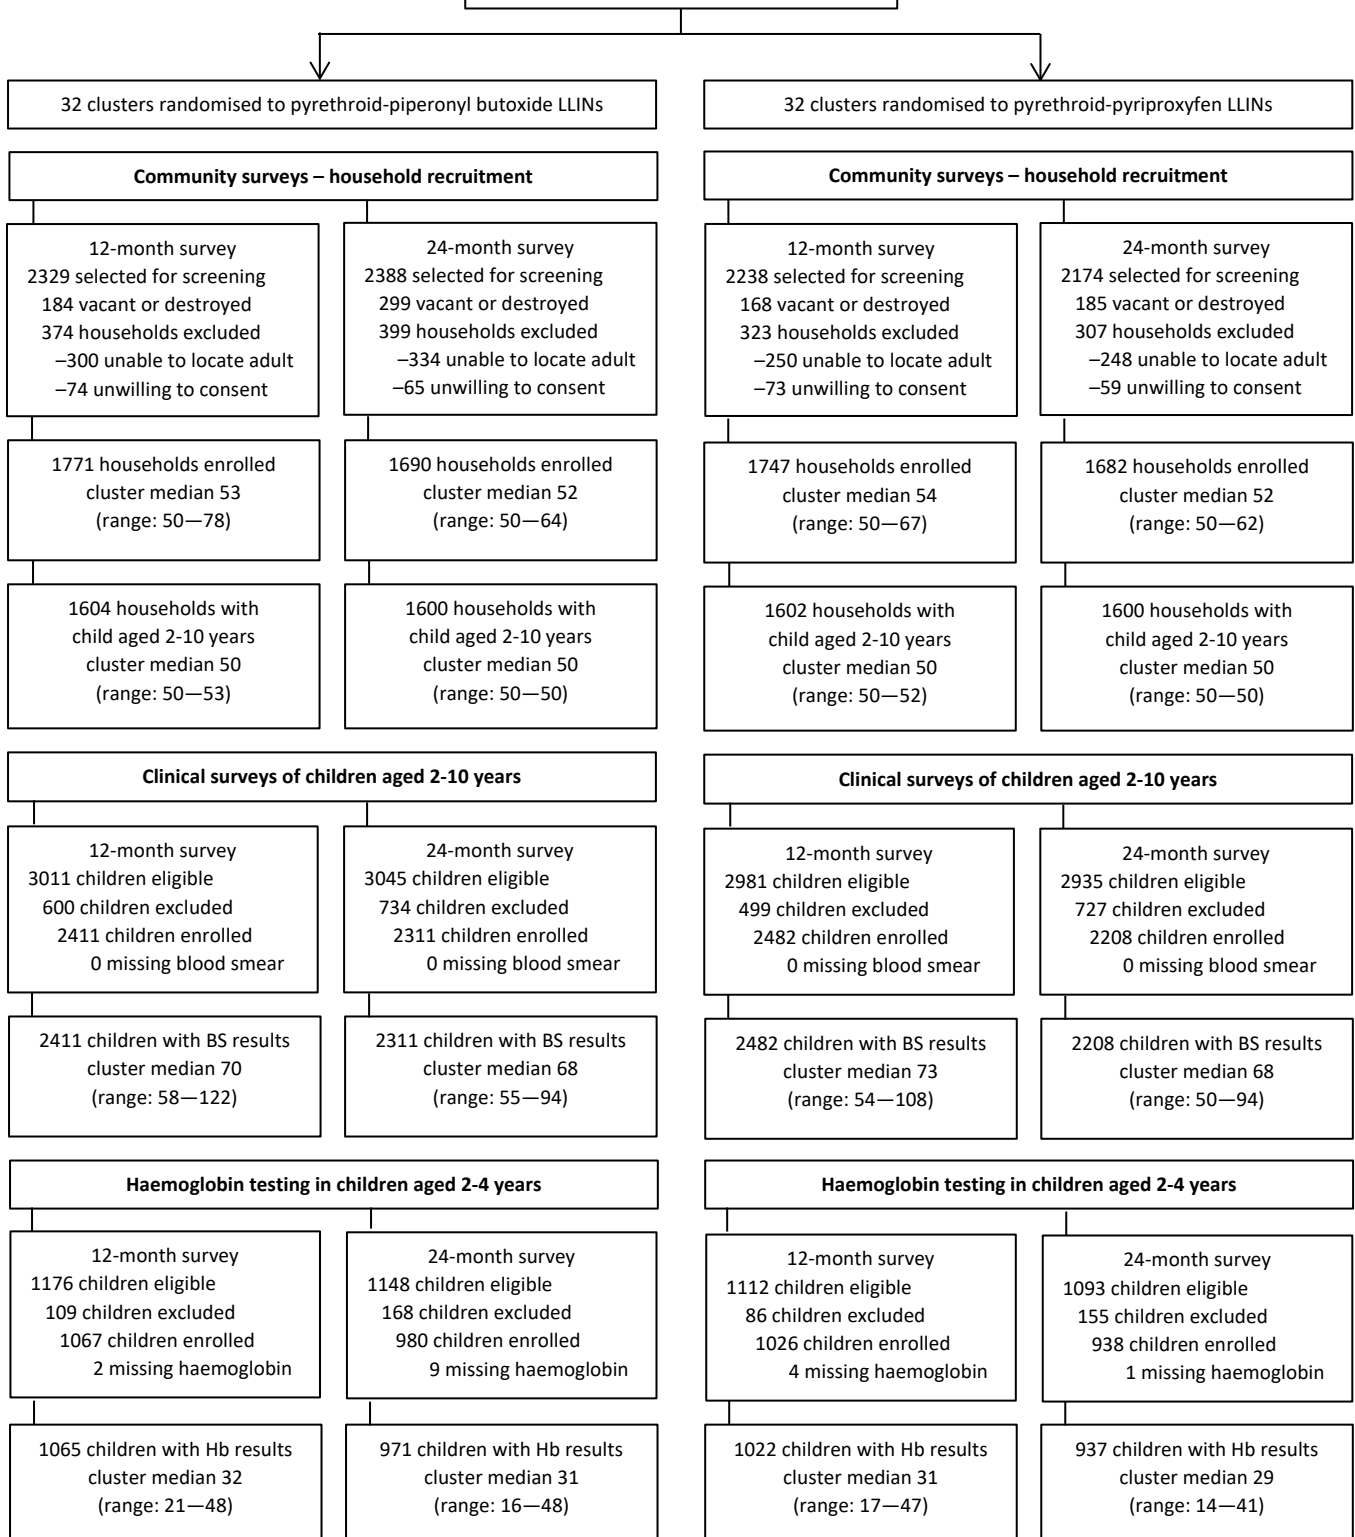 32 clusters randomised to pyrethroid-piperonyl butoxide LLINs
Community surveys – household recruitment
12-month survey
2329 selected for screening
184 vacant or destroyed
374 households excluded
–300 unable to locate adult
–74 unwilling to consent
24-month survey
2388 selected for screening
299 vacant or destroyed
399 households excluded
–334 unable to locate adult
–65 unwilling to consent
1771 households enrolled
cluster median 53
(range: 50—78)
1690 households enrolled
cluster median 52
(range: 50—64)
1604 households with
child aged 2-10 years
cluster median 50
(range: 50—53)
1600 households with
child aged 2-10 years
cluster median 50
(range: 50—50)
Clinical surveys of children aged 2-10 years
12-month survey
3011 children eligible
600 children excluded
2411 children enrolled
0 missing blood smear
24-month survey
3045 children eligible
734 children excluded
2311 children enrolled
0 missing blood smear
2411 children with BS results
cluster median 70
(range: 58—122)
2311 children with BS results
cluster median 68
(range: 55—94)
Haemoglobin testing in children aged 2-4 years
12-month survey
1176 children eligible
109 children excluded
1067 children enrolled
2 missing haemoglobin
24-month survey
1148 children eligible
168 children excluded
980 children enrolled
9 missing haemoglobin
1065 children with Hb results
cluster median 32
(range: 21—48)
971 children with Hb results
cluster median 31
(range: 16—48)
32 clusters randomised to pyrethroid-pyriproxyfen LLINs
Community surveys – household recruitment
12-month survey
2238 selected for screening
168 vacant or destroyed
323 households excluded
–250 unable to locate adult
–73 unwilling to consent
24-month survey
2174 selected for screening
185 vacant or destroyed
307 households excluded
–248 unable to locate adult
–59 unwilling to consent
1747 households enrolled
cluster median 54
(range: 50—67)
1682 households enrolled
cluster median 52
(range: 50—62)
1602 households with
child aged 2-10 years
cluster median 50
(range: 50—52)
1600 households with
child aged 2-10 years
cluster median 50
(range: 50—50)
Clinical surveys of children aged 2-10 years
12-month survey
2981 children eligible
499 children excluded
2482 children enrolled
0 missing blood smear
24-month survey
2935 children eligible
727 children excluded
2208 children enrolled
0 missing blood smear
2482 children with BS results
cluster median 73
(range: 54—108)
2208 children with BS results
cluster median 68
(range: 50—94)
Haemoglobin testing in children aged 2-4 years
12-month survey
1112 children eligible
86 children excluded
1026 children enrolled
4 missing haemoglobin
24-month survey
1093 children eligible
155 children excluded
938 children enrolled
1 missing haemoglobin
1022 children with Hb results
cluster median 31
(range: 17—47)
937 children with Hb results
cluster median 29
(range: 14—41)